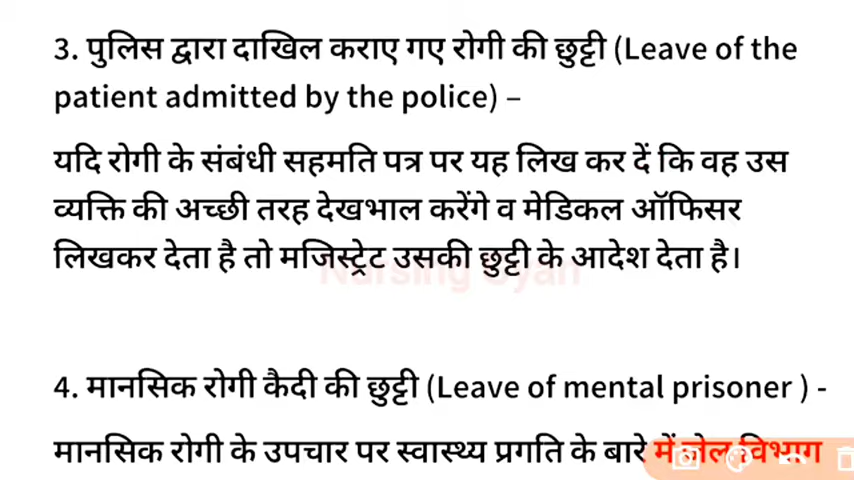 3. पुलिस द्वारा दाखिल कराए गए रोगी की छुट्टी (Leave of the
patient admitted by the police) –
यदि रोगी के संबंधी सहमति पत्र पर यह लिख कर दें कि वह उस
व्यक्ति की अच्छी तरह देखभाल करेंगे व मेडिकल ऑफिसर
लिखकर देता है तो मजिस्ट्रेट उसकी छुट्टी के आदेश देता है।
Nursing Gyan
4. मानसिक रोगी कैदी की छुट्टी (Leave of mental prisoner ) -
मानसिक रोगी के उपचार पर स्वास्थ्य प्रगति के बारे में जेल विभाग